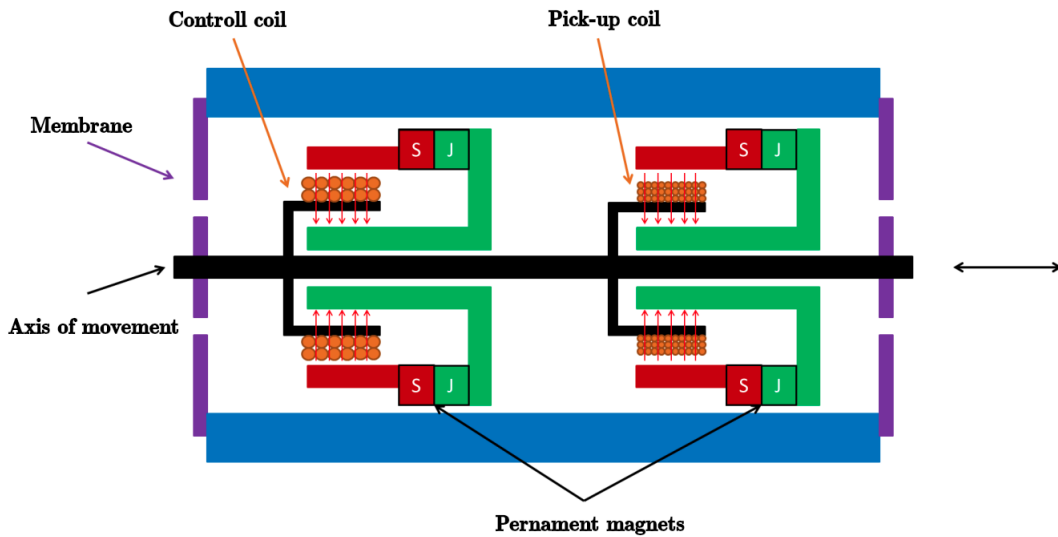 Controll coil
Pick-up coil
Membrane
S J
S J
Axis of movement
S J
S J
Pernament magnets